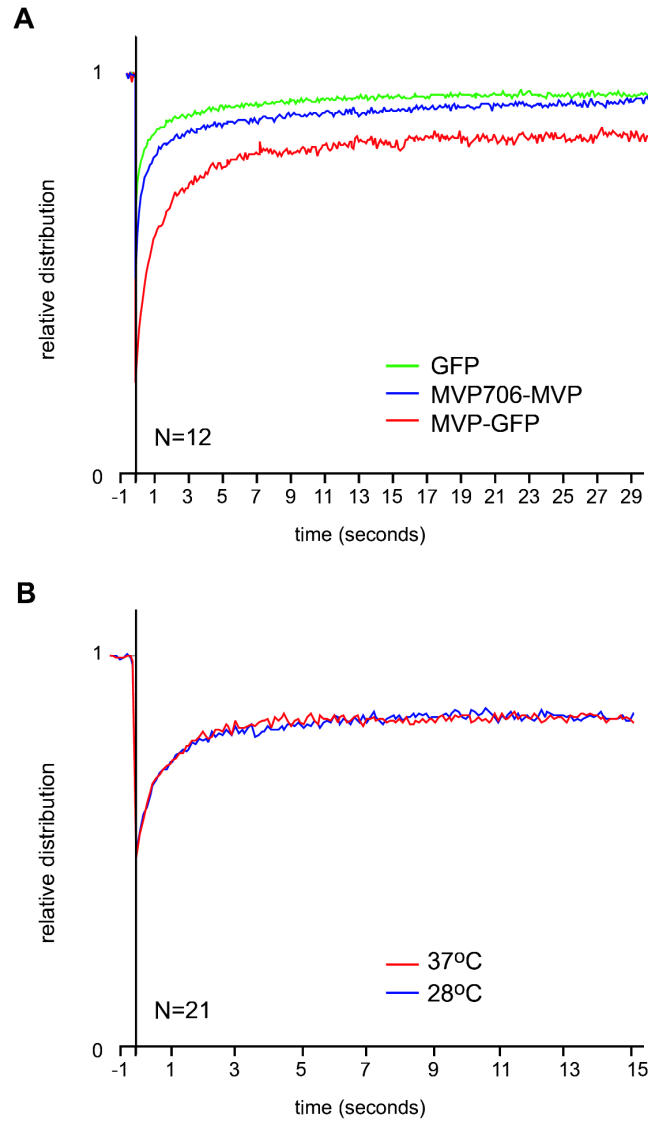 A
1
relative distribution
GFP
MVP706-MVP
MVP-GFP
N=12
0
-1 1 3 5 7 9 11 13 15 17 19 21 23 25 27 29
time (seconds)
B
1
relative distribution
37°C
28°C
N=21
0
-1 1 3 5 7 9 11 13 15
time (seconds)